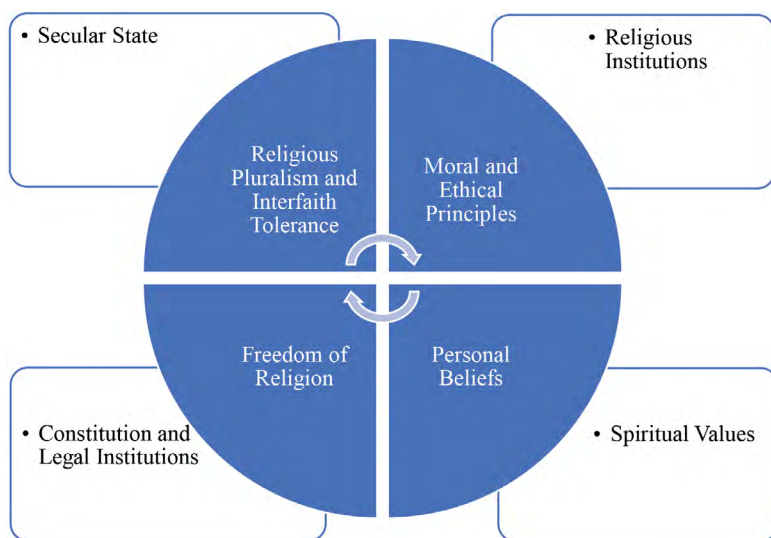 • Secular State
• Religious
Institutions
Religious
Pluralism and
Interfaith
Tolerance
Moral and
Ethical
Principles
Freedom of
Religion
Personal
Beliefs
• Constitution and
Legal Institutions
• Spiritual Values